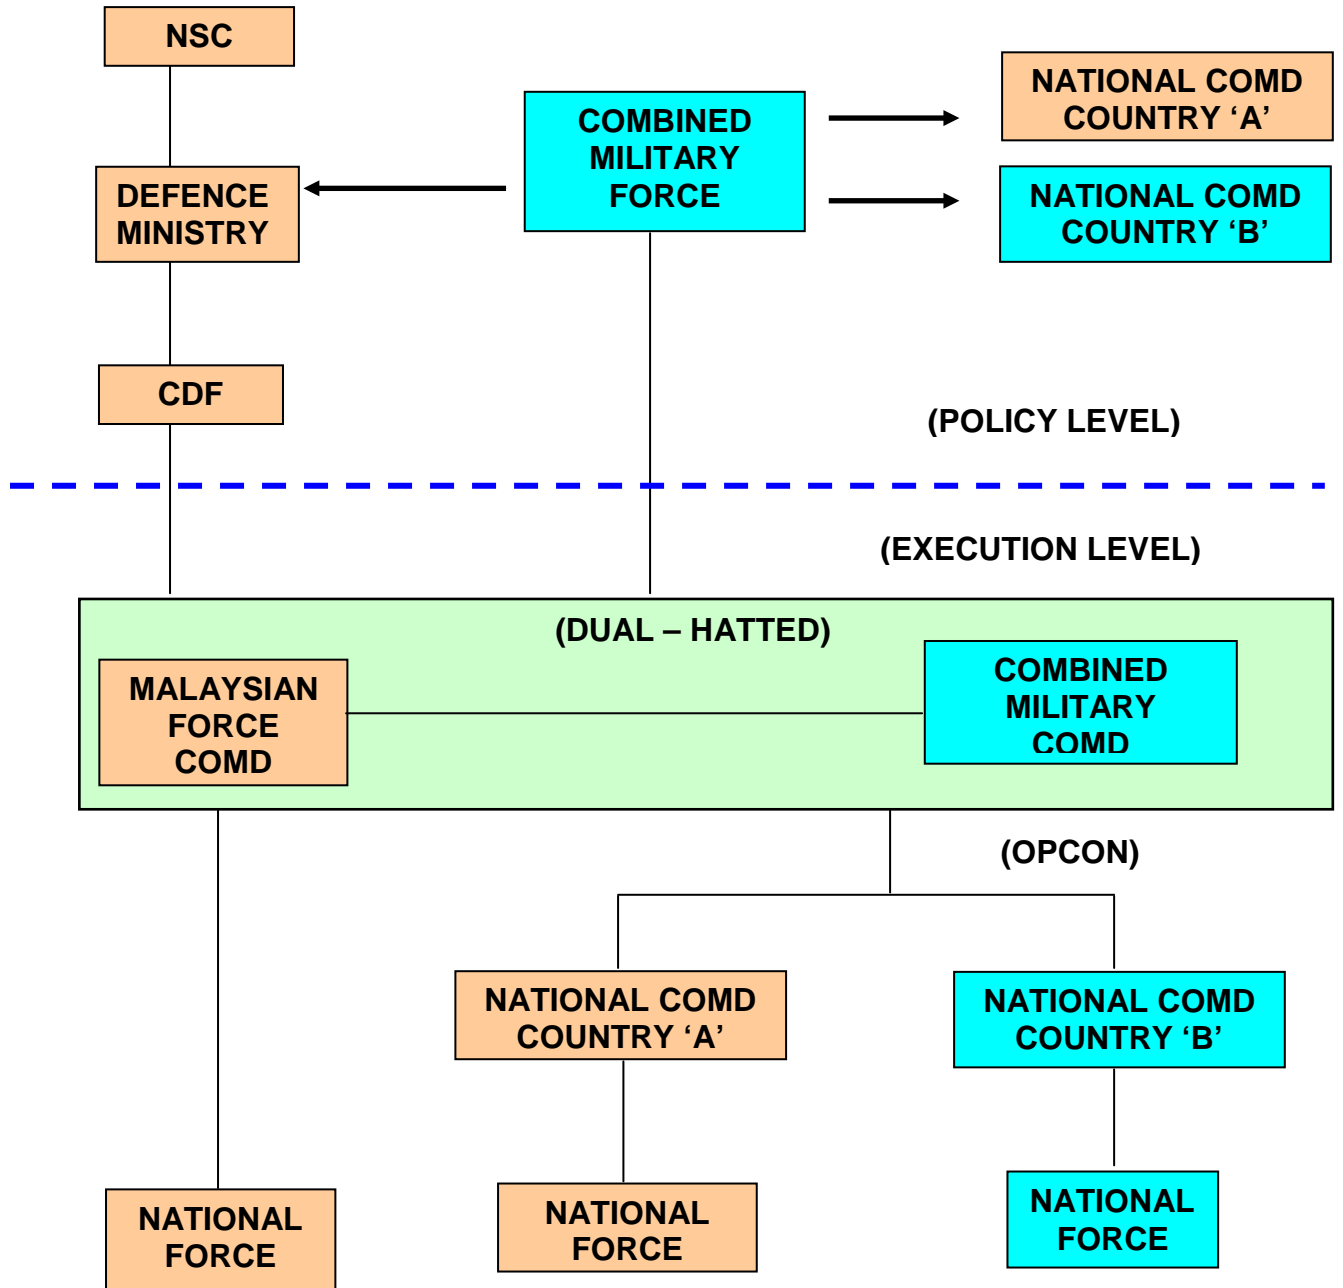 NSC
COMBINED
MILITARY
FORCE
NATIONAL COMD
COUNTRY ‘A’
DEFENCE
MINISTRY
NATIONAL COMD
COUNTRY ‘B’
CDF
(POLICY LEVEL)
(EXECUTION LEVEL)
(DUAL – HATTED)
MALAYSIAN
FORCE
COMD
COMBINED
MILITARY
COMD
(OPCON)
NATIONAL COMD
COUNTRY ‘A’
NATIONAL COMD
COUNTRY ‘B’
NATIONAL
FORCE
NATIONAL
FORCE
NATIONAL
FORCE